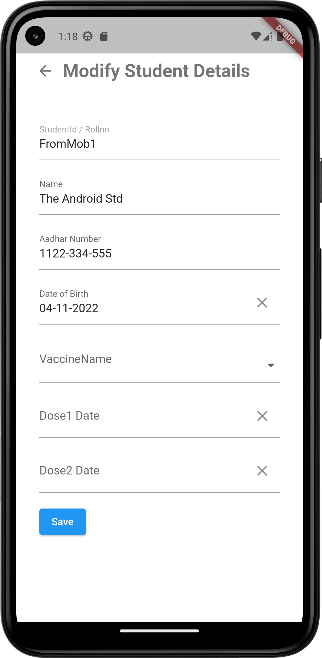 1:18
DEBUG
Modify Student Details
StudentId / Rollno
FromMob1
Name
The Android Std
Aadhar Number
1122-334-555
Date of Birth
04-11-2022
VaccineName
Dose1 Date
Dose2 Date
Save